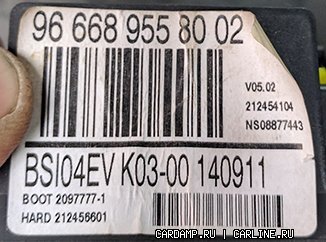 96 668 955 80 02
V05.02
212454104
NS08877443
BSI04EV K03-00 140911
BOOT 2097777-1
HARD 212456601
CARDAMP.RU | CARLINE.RU